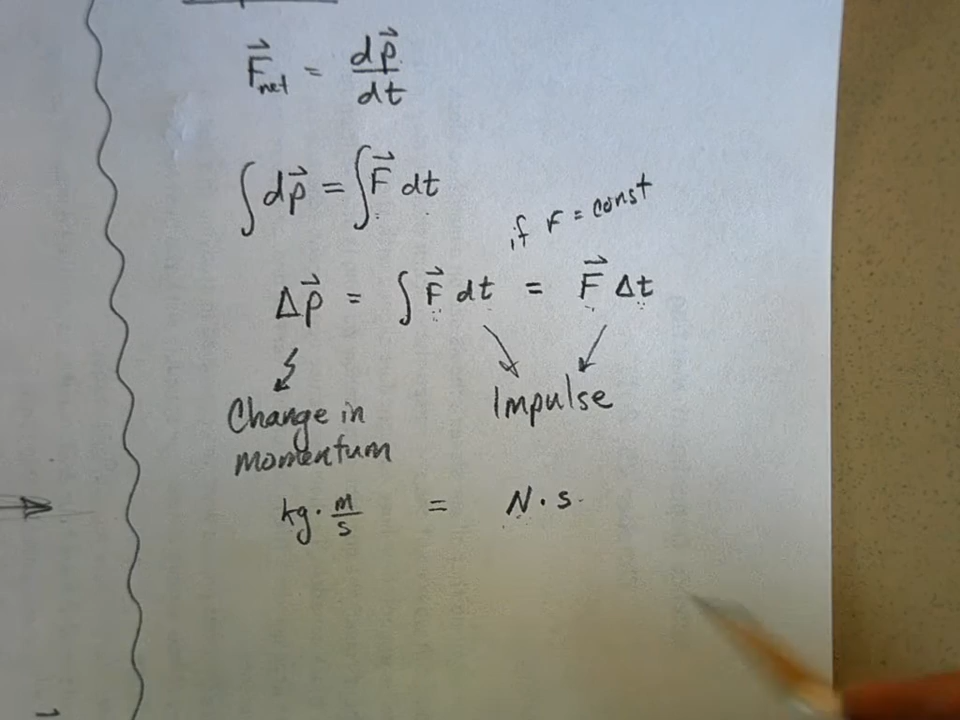 F⃗net = dp⃗/dt
∫dp⃗ = ∫F⃗ dt
if F = const
Δp⃗ = ∫ F⃗ dt = F⃗ Δt
Change in
momentum
Impulse
kg · m/s = N · s